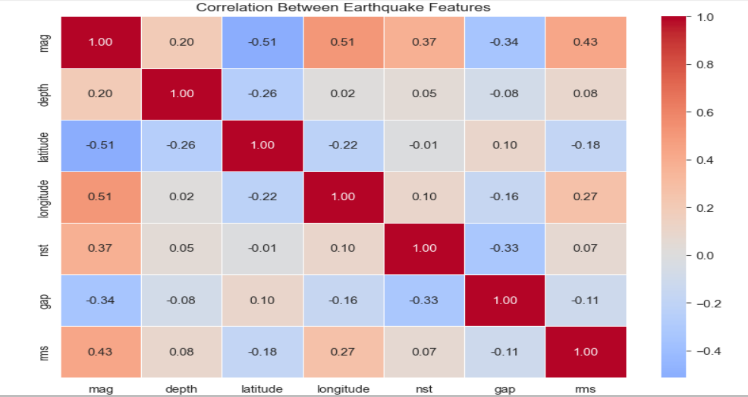 Correlation Between Earthquake Features
mag 1.00 0.20 -0.51 0.51 0.37 -0.34 0.43
depth 0.20 1.00 -0.26 0.02 0.05 -0.08 0.08
latitude -0.51 -0.26 1.00 -0.22 -0.01 0.10 -0.18
longitude 0.51 0.02 -0.22 1.00 0.10 -0.16 0.27
nst 0.37 0.05 -0.01 0.10 1.00 -0.33 0.07
gap -0.34 -0.08 0.10 -0.16 -0.33 1.00 -0.11
rms 0.43 0.08 -0.18 0.27 0.07 -0.11 1.00
mag depth latitude longitude nst gap rms
1.0
0.8
0.6
0.4
0.2
0.0
−0.2
−0.4